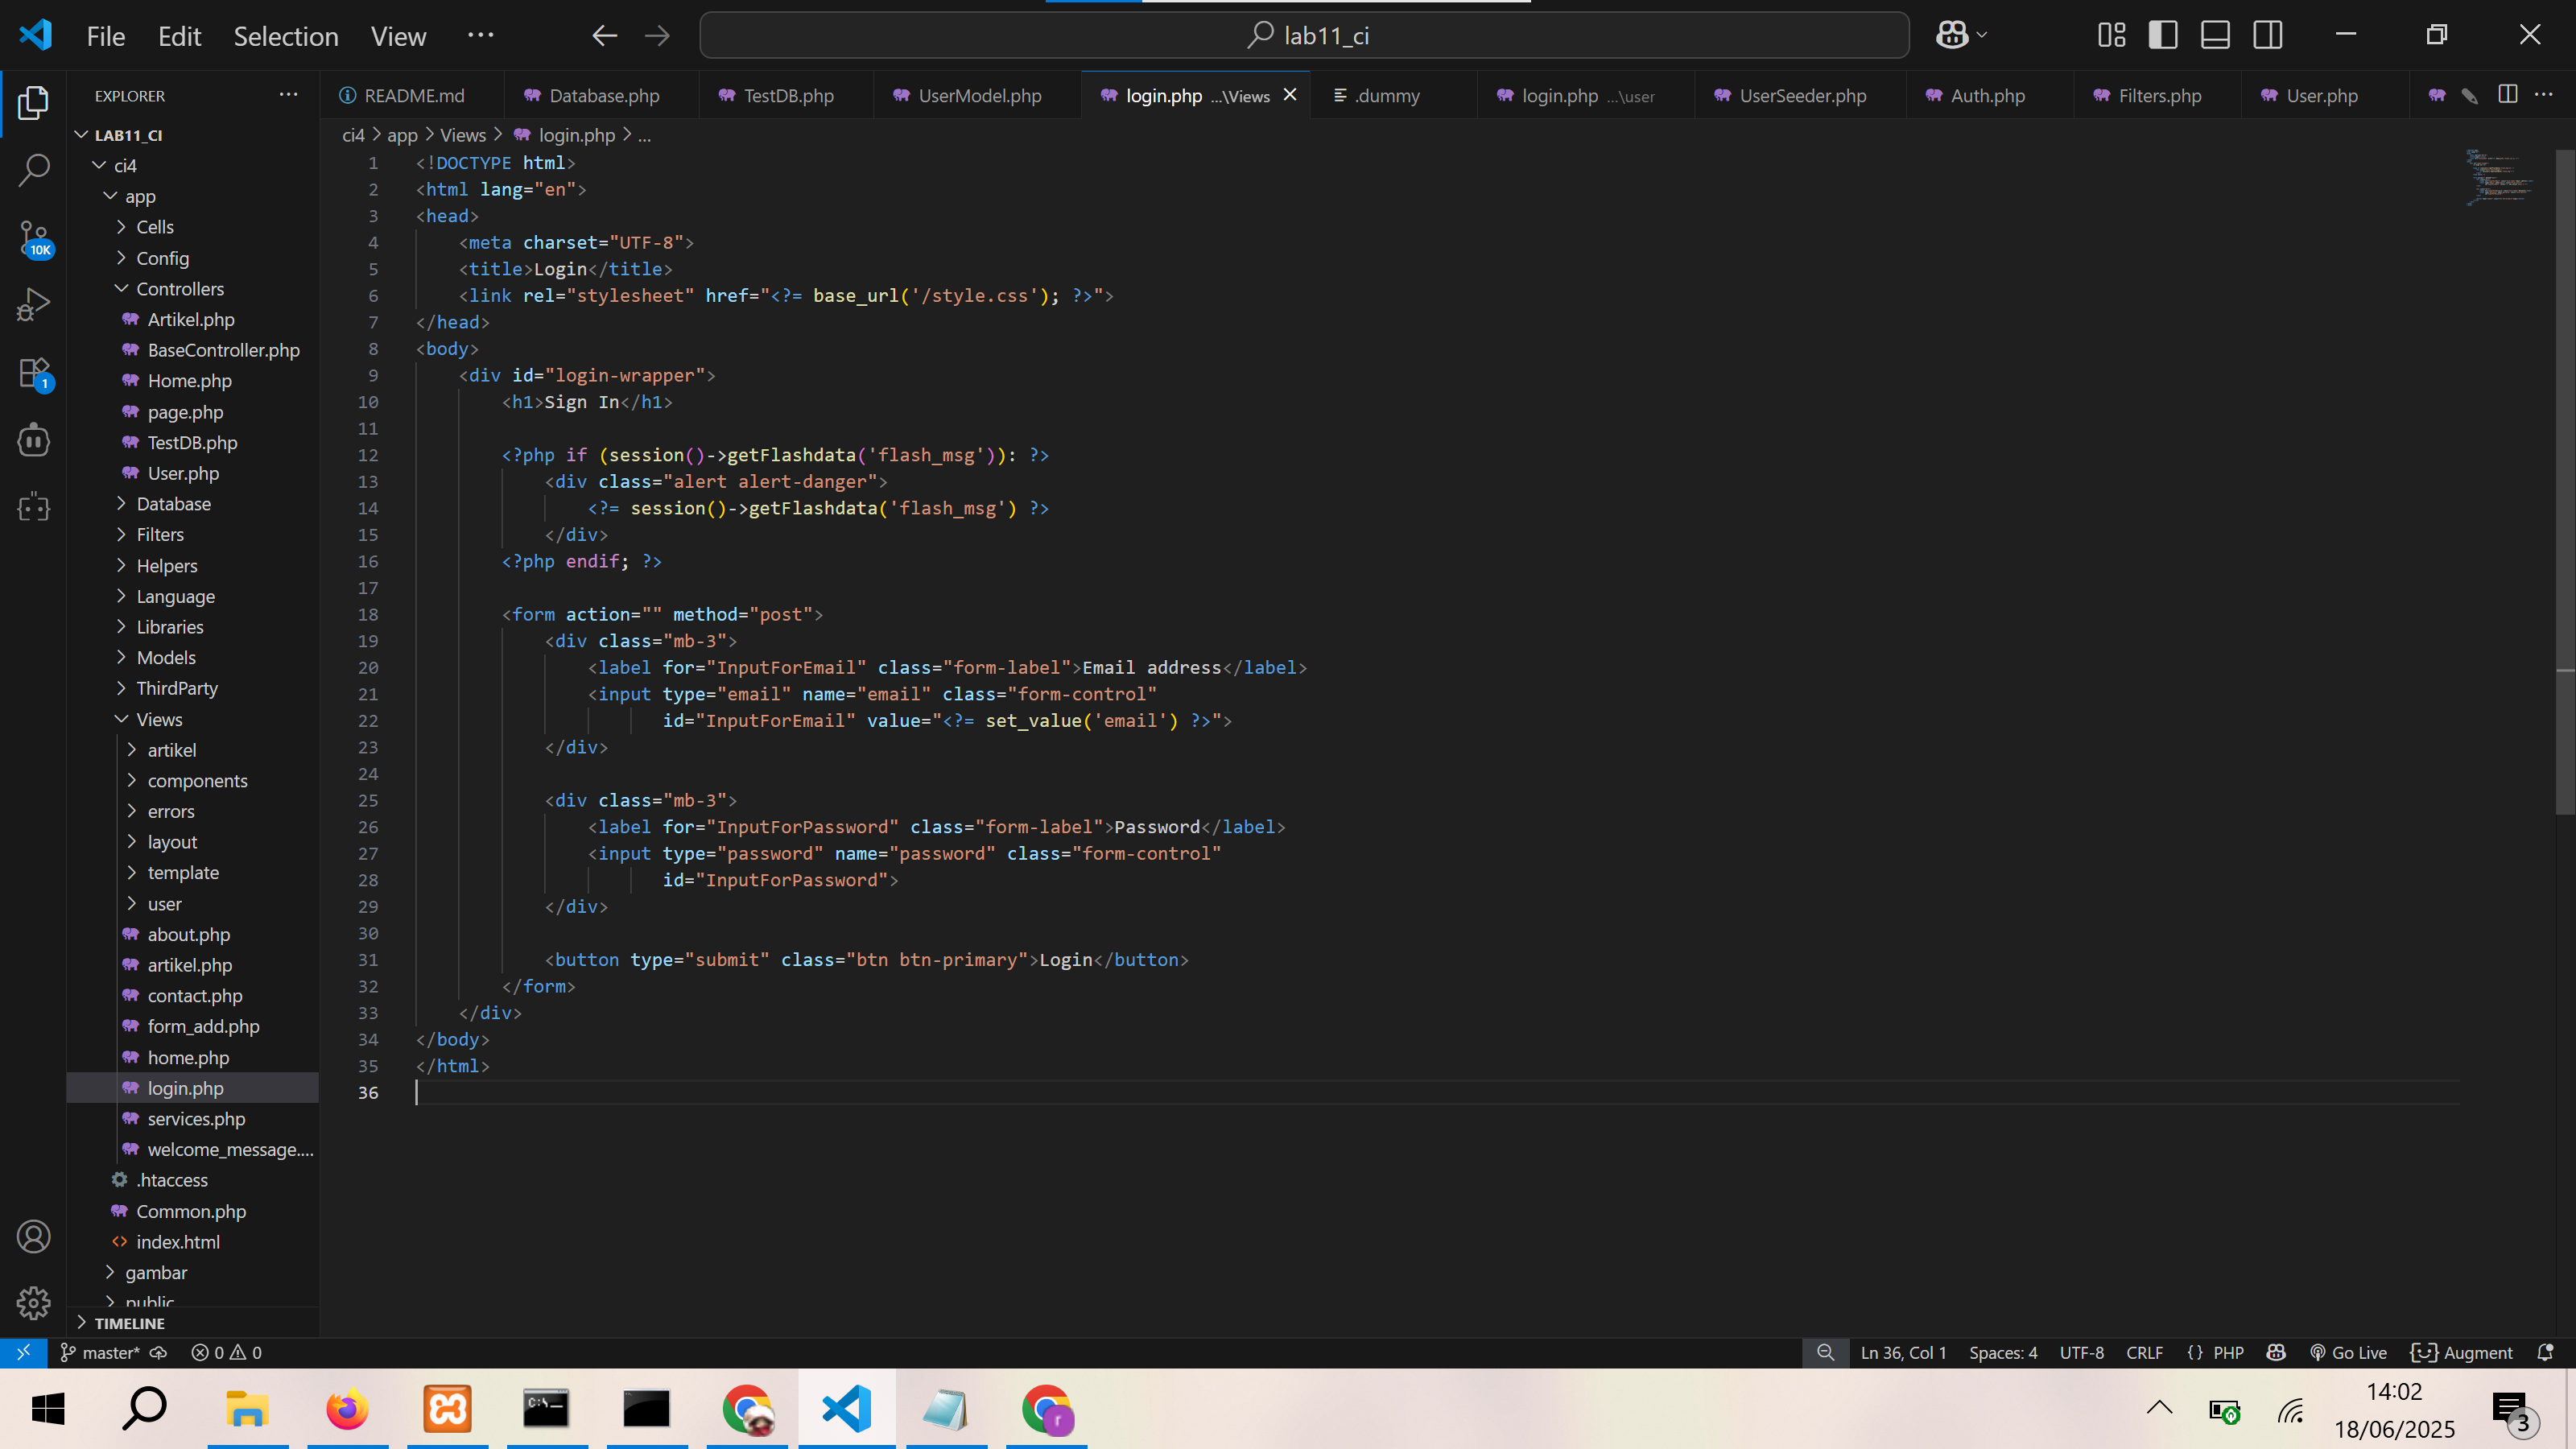 File Edit Selection View ··· lab11_ci
EXPLORER ···
README.md Database.php TestDB.php UserModel.php login.php ...\Views .dummy login.php ...\user UserSeeder.php Auth.php Filters.php User.php
ci4 > app > Views > login.php > ...
LAB11_CI
ci4
app
Cells
Config
Controllers
Artikel.php
BaseController.php
Home.php
page.php
TestDB.php
User.php
Database
Filters
Helpers
Language
Libraries
Models
ThirdParty
Views
artikel
components
errors
layout
template
user
about.php
artikel.php
contact.php
form_add.php
home.php
login.php
services.php
welcome_message....
.htaccess
Common.php
index.html
gambar
public
TIMELINE
10K
1
1 <!DOCTYPE html>
2 <html lang="en">
3 <head>
4 <meta charset="UTF-8">
5 <title>Login</title>
6 <link rel="stylesheet" href="<?= base_url('/style.css'); ?>">
7 </head>
8 <body>
9 <div id="login-wrapper">
10 <h1>Sign In</h1>
11
12 <?php if (session()->getFlashdata('flash_msg')): ?>
13 <div class="alert alert-danger">
14 <?= session()->getFlashdata('flash_msg') ?>
15 </div>
16 <?php endif; ?>
17
18 <form action="" method="post">
19 <div class="mb-3">
20 <label for="InputForEmail" class="form-label">Email address</label>
21 <input type="email" name="email" class="form-control"
22 id="InputForEmail" value="<?= set_value('email') ?>">
23 </div>
24
25 <div class="mb-3">
26 <label for="InputForPassword" class="form-label">Password</label>
27 <input type="password" name="password" class="form-control"
28 id="InputForPassword">
29 </div>
30
31 <button type="submit" class="btn btn-primary">Login</button>
32 </form>
33 </div>
34 </body>
35 </html>
36
master* 0 0 Ln 36, Col 1 Spaces: 4 UTF-8 CRLF {} PHP Go Live Augment
C:\_
r
14:02
18/06/2025
3